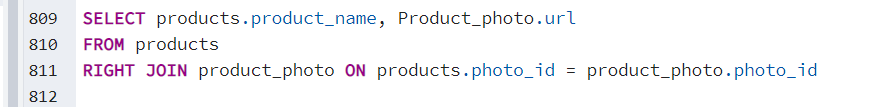 809 SELECT products.product_name, Product_photo.url
810 FROM products
811 RIGHT JOIN product_photo ON products.photo_id = product_photo.photo_id
812